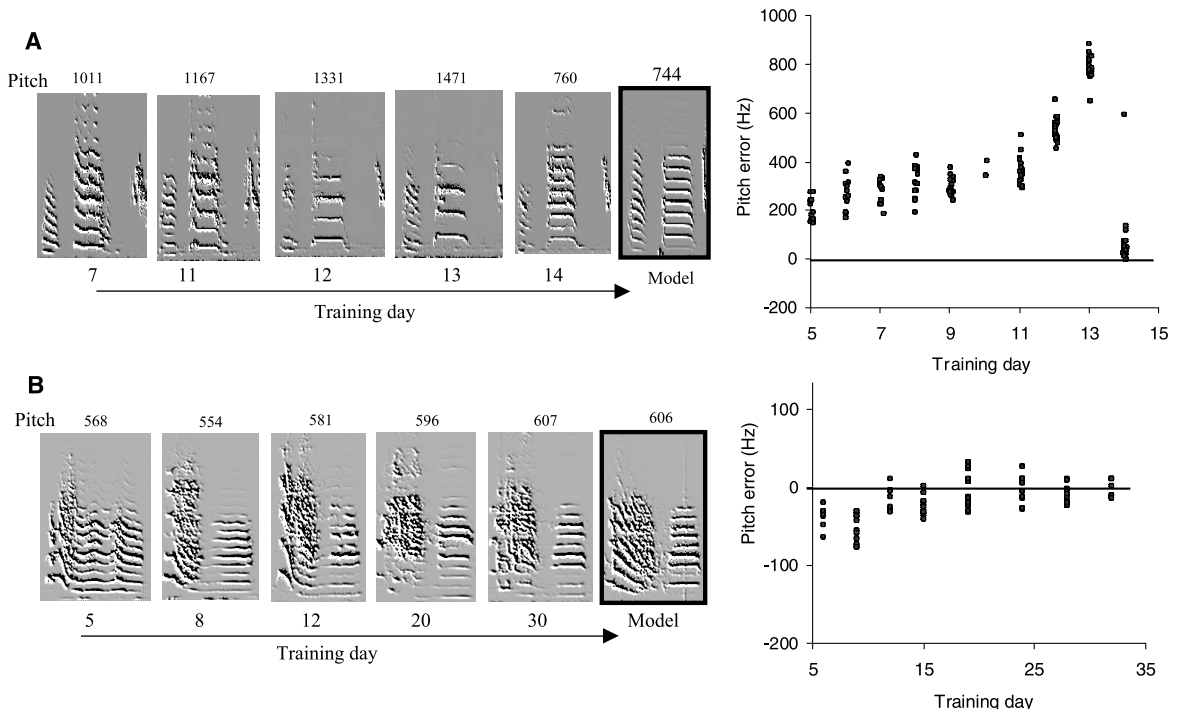 A
Pitch 1011 1167 1331 1471 760 744
7 11 12 13 14 Model
Training day
1000
800
600
400
200
0
-200
Pitch error (Hz)
5 7 9 11 13 15
Training day
B
Pitch 568 554 581 596 607 606
5 8 12 20 30 Model
Training day
100
0
-100
-200
Pitch error (Hz)
5 15 25 35
Training day